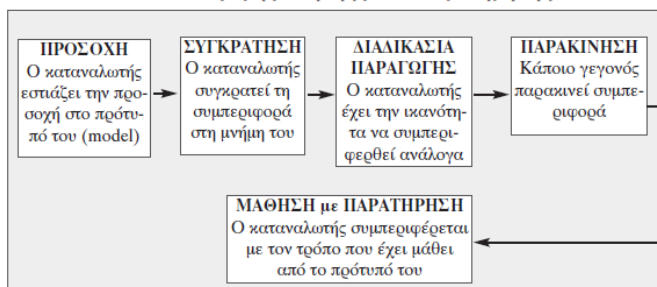 ΠΡΟΣΟΧΗ
Ο καταναλωτής
εστιάζει την προ-
σοχή στο πρότυ-
πό του (model)
ΣΥΓΚΡΑΤΗΣΗ
Ο καταναλωτής
συγκρατεί τη
συμπεριφορά
στη μνήμη του
ΔΙΑΔΙΚΑΣΙΑ
ΠΑΡΑΓΩΓΗΣ
Ο καταναλωτής
έχει την ικανότη-
τα να συμπερι-
φερθεί ανάλογα
ΠΑΡΑΚΙΝΗΣΗ
Κάποιο γεγονός
παρακινεί συμπε-
ριφορά
ΜΑΘΗΣΗ με ΠΑΡΑΤΗΡΗΣΗ
Ο καταναλωτής συμπεριφέρεται
με τον τρόπο που έχει μάθει
από το πρότυπό του